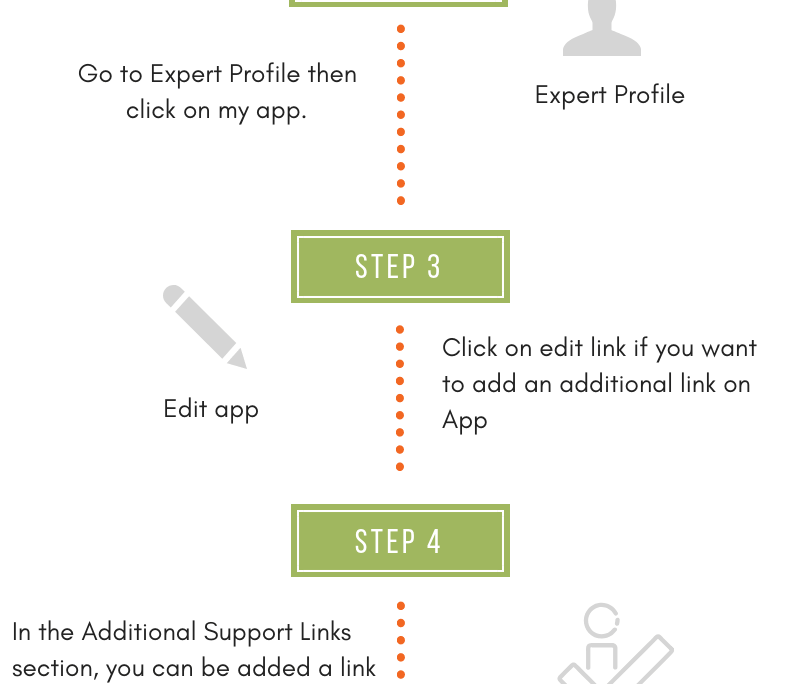 Go to Expert Profile then
click on my app.
Expert Profile
STEP 3
Click on edit link if you want
to add an additional link on
App
Edit app
STEP 4
In the Additional Support Links
section, you can be added a link